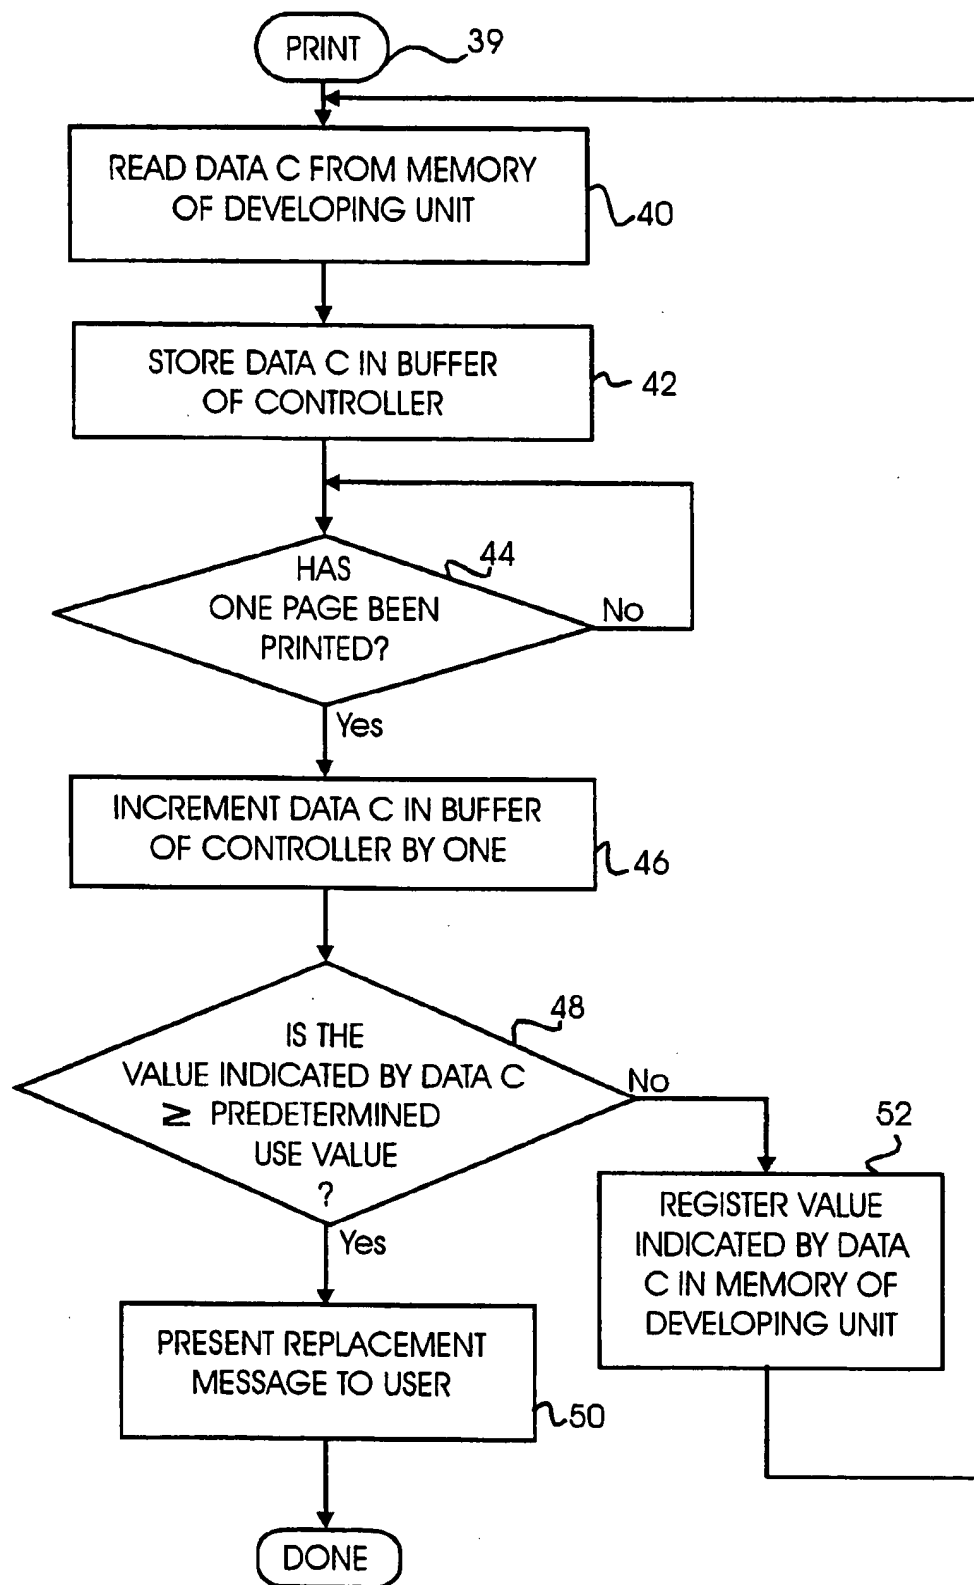 PRINT
39
READ DATA C FROM MEMORY
OF DEVELOPING UNIT
40
STORE DATA C IN BUFFER
OF CONTROLLER
42
HAS
ONE PAGE BEEN
PRINTED?
44
No
Yes
INCREMENT DATA C IN BUFFER
OF CONTROLLER BY ONE
46
IS THE
VALUE INDICATED BY DATA C
≥ PREDETERMINED
USE VALUE
?
48
No
Yes
52
REGISTER VALUE
INDICATED BY DATA
C IN MEMORY OF
DEVELOPING UNIT
PRESENT REPLACEMENT
MESSAGE TO USER
50
DONE